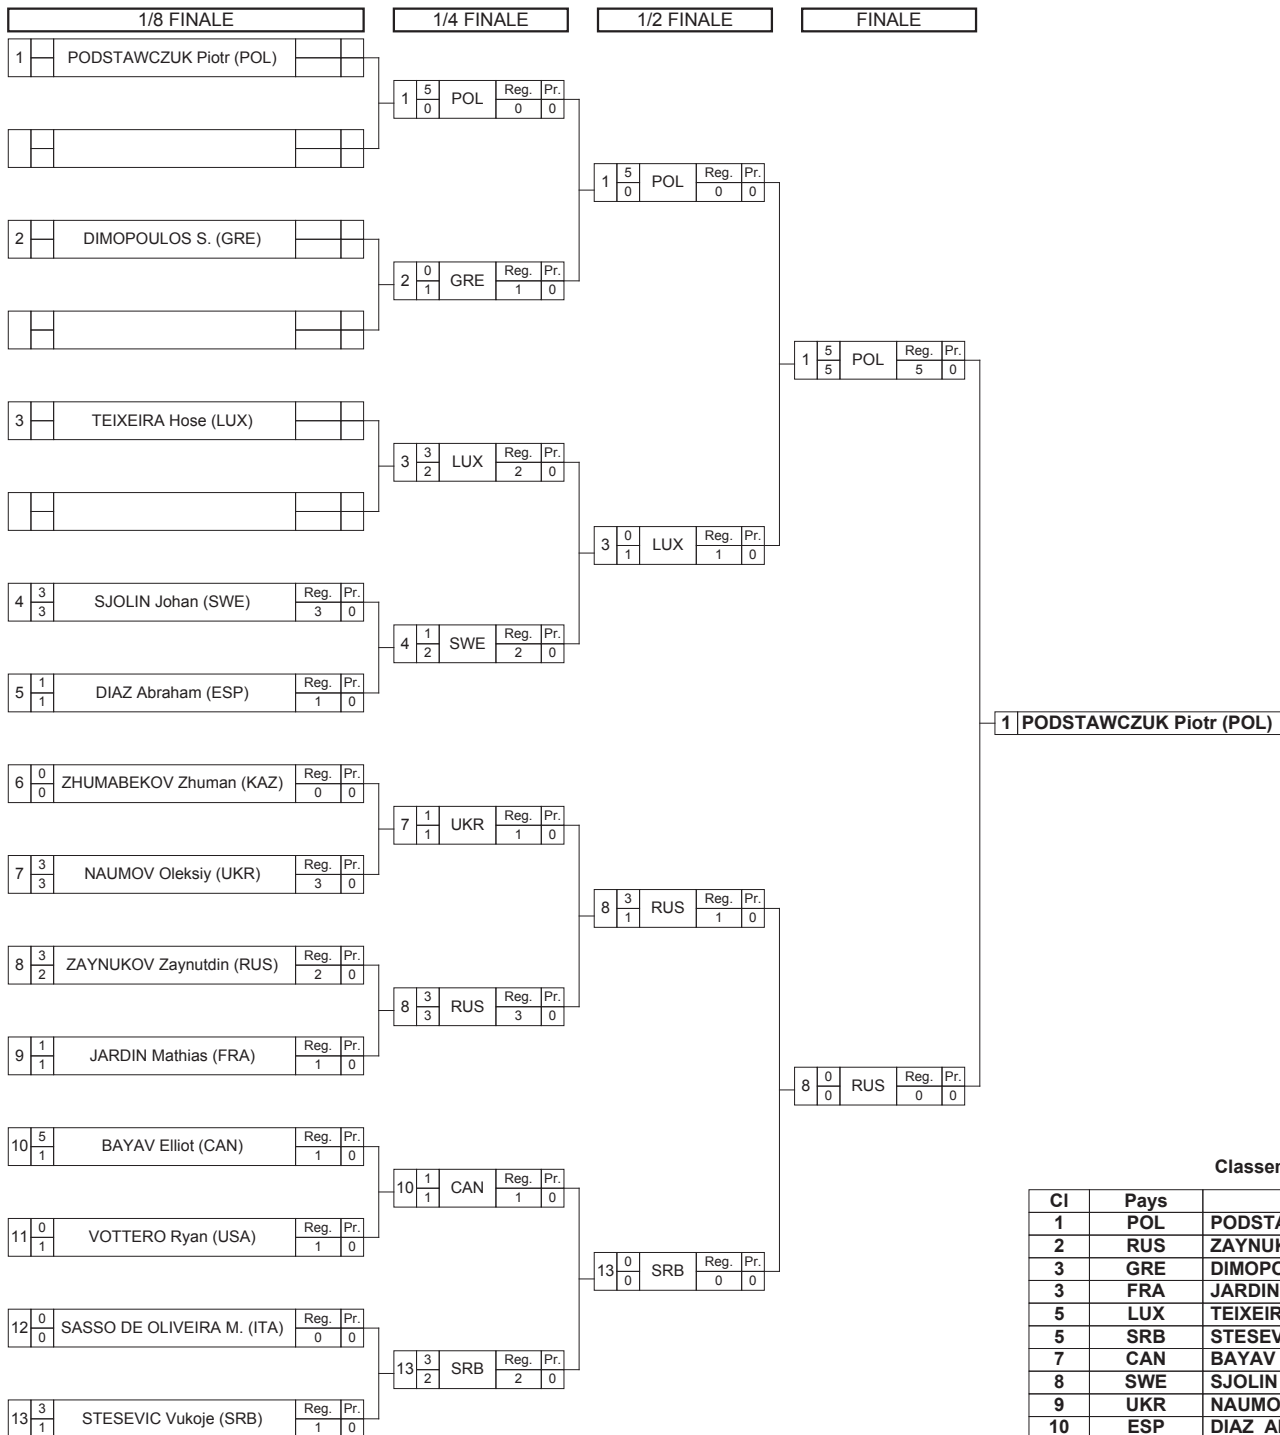 1/8 FINALE 1/4 FINALE 1/2 FINALE FINALE
1 PODSTAWCZUK Piotr (POL)
1 5 0 POL Reg. Pr. 0 0
1 5 0 POL Reg. Pr. 0 0
2 DIMOPOULOS S. (GRE)
2 0 1 GRE Reg. Pr. 1 0
1 5 5 POL Reg. Pr. 5 0
3 TEIXEIRA Hose (LUX)
3 3 2 LUX Reg. Pr. 2 0
3 0 1 LUX Reg. Pr. 1 0
4 3 3 SJOLIN Johan (SWE) Reg. Pr. 3 0
4 1 2 SWE Reg. Pr. 2 0
5 1 1 DIAZ Abraham (ESP) Reg. Pr. 1 0
1 PODSTAWCZUK Piotr (POL)
6 0 0 ZHUMABEKOV Zhuman (KAZ) Reg. Pr. 0 0
7 1 1 UKR Reg. Pr. 1 0
7 3 3 NAUMOV Oleksiy (UKR) Reg. Pr. 3 0
8 3 1 RUS Reg. Pr. 1 0
8 3 2 ZAYNUKOV Zaynutdin (RUS) Reg. Pr. 2 0
8 3 3 RUS Reg. Pr. 3 0
9 1 1 JARDIN Mathias (FRA) Reg. Pr. 1 0
8 0 0 RUS Reg. Pr. 0 0
10 5 1 BAYAV Elliot (CAN) Reg. Pr. 1 0
10 1 1 CAN Reg. Pr. 1 0
11 0 1 VOTTERO Ryan (USA) Reg. Pr. 1 0
13 0 0 SRB Reg. Pr. 0 0
12 0 0 SASSO DE OLIVEIRA M. (ITA) Reg. Pr. 0 0
13 3 2 SRB Reg. Pr. 2 0
13 3 1 STESEVIC Vukoje (SRB) Reg. Pr. 1 0
Classer
Cl Pays
1 POL PODSTA
2 RUS ZAYNUK
3 GRE DIMOPO
3 FRA JARDIN
5 LUX TEIXEIR
5 SRB STESEV
7 CAN BAYAV
8 SWE SJOLIN
9 UKR NAUMO
10 ESP DIAZ A